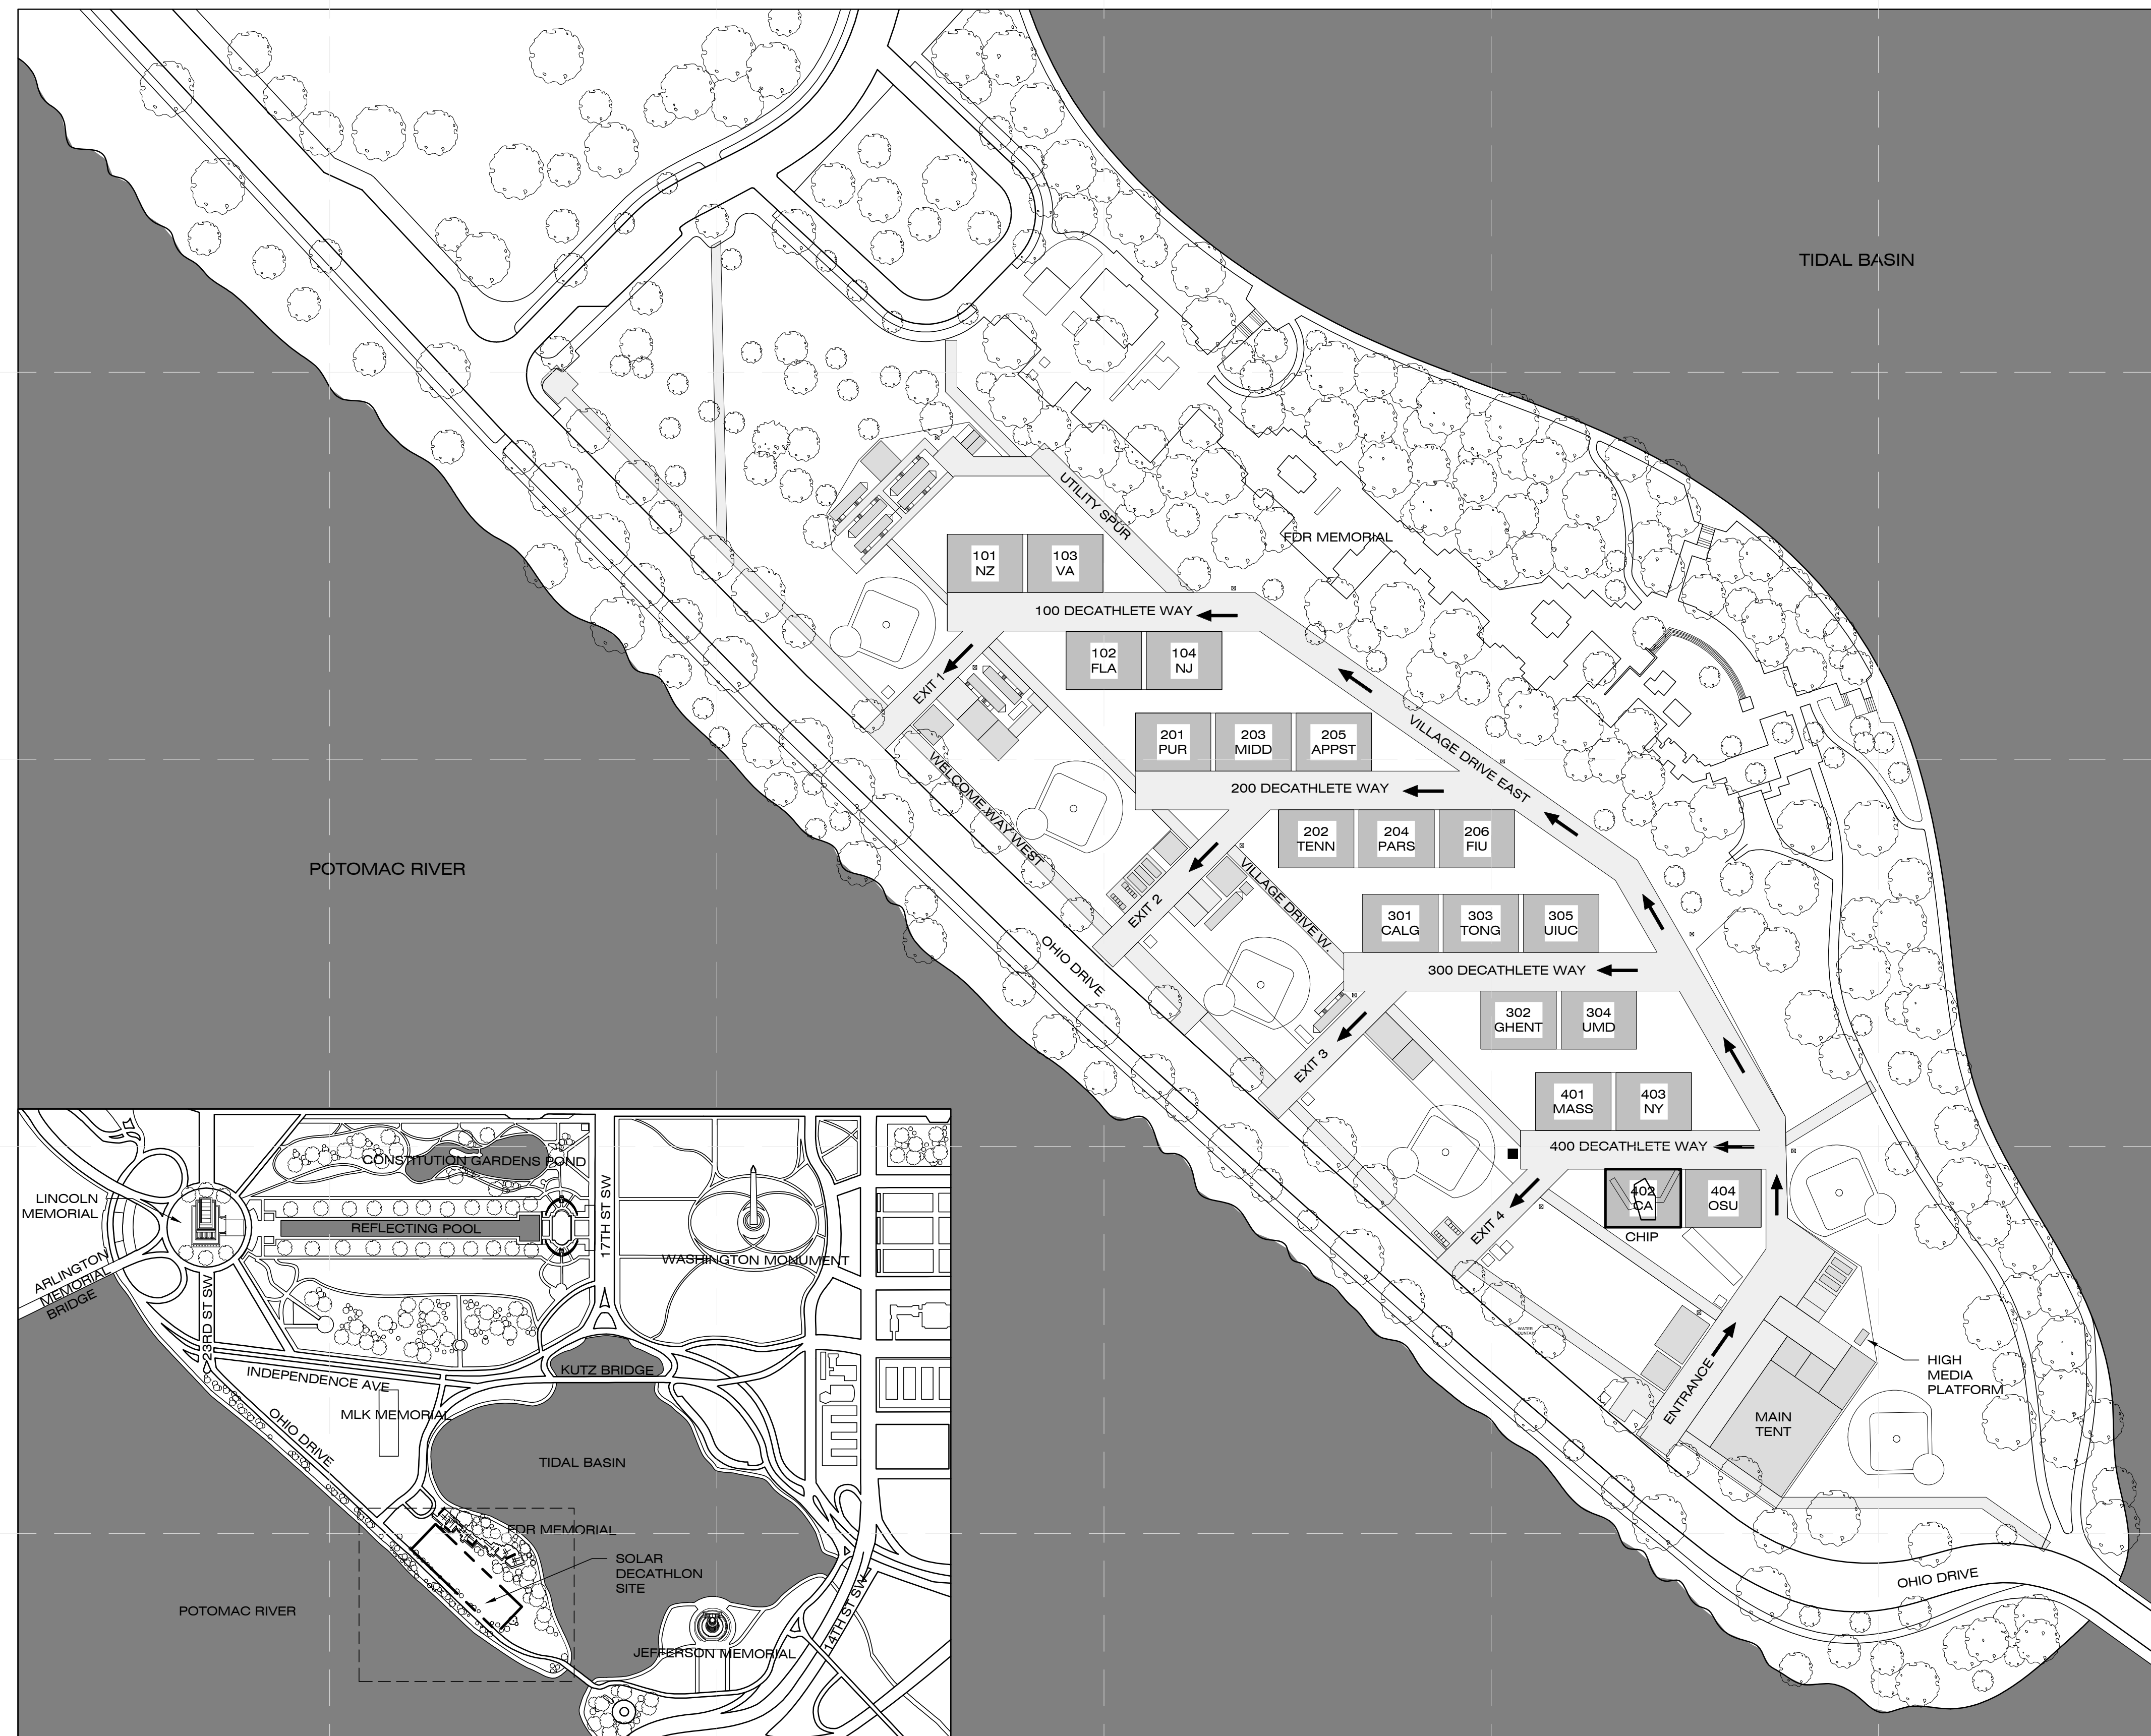 TIDAL BASIN
UTILITY SPUR
FDR MEMORIAL
101
NZ
103
VA
100 DECATHLETE WAY
102
FLA
104
NJ
EXIT 1
201
PUR
203
MIDD
205
APPST
VILLAGE DRIVE EAST
WELCOME WAY WEST
200 DECATHLETE WAY
202
TENN
204
PARS
206
FIU
POTOMAC RIVER
EXIT 2
VILLAGE DRIVE W.
301
CALG
303
TONG
305
UIUC
OHIO DRIVE
300 DECATHLETE WAY
302
GHENT
304
UMD
EXIT 3
401
MASS
403
NY
400 DECATHLETE WAY
402
CA
404
OSU
CHIP
EXIT 4
WATER
FOUNTAIN
ENTRANCE
HIGH
MEDIA
PLATFORM
MAIN
TENT
OHIO DRIVE
CONSTITUTION GARDENS POND
LINCOLN
MEMORIAL
REFLECTING POOL
17TH ST SW
WASHINGTON MONUMENT
ARLINGTON
MEMORIAL
BRIDGE
23RD ST SW
INDEPENDENCE AVE
KUTZ BRIDGE
MLK MEMORIAL
OHIO DRIVE
TIDAL BASIN
FDR MEMORIAL
SOLAR
DECATHLON
SITE
POTOMAC RIVER
JEFFERSON MEMORIAL
14TH ST SW